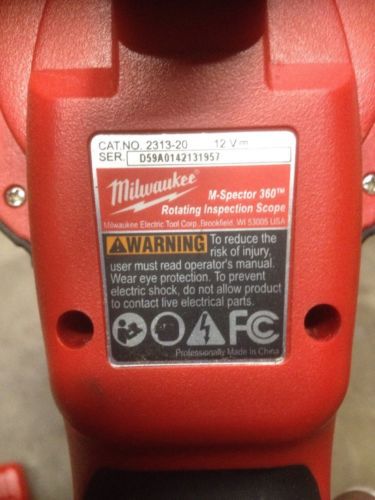 CAT.NO. 2313-20 12 V
SER. D59A0142131957
Milwaukee
M-Spector 360™
Rotating Inspection Scope
Milwaukee Electric Tool Corp. Brookfield, WI 53005 USA
WARNING To reduce the
risk of injury,
user must read operator's manual.
Wear eye protection. To prevent
electric shock, do not allow product
to contact live electrical parts.
FC
Professionally Made in China